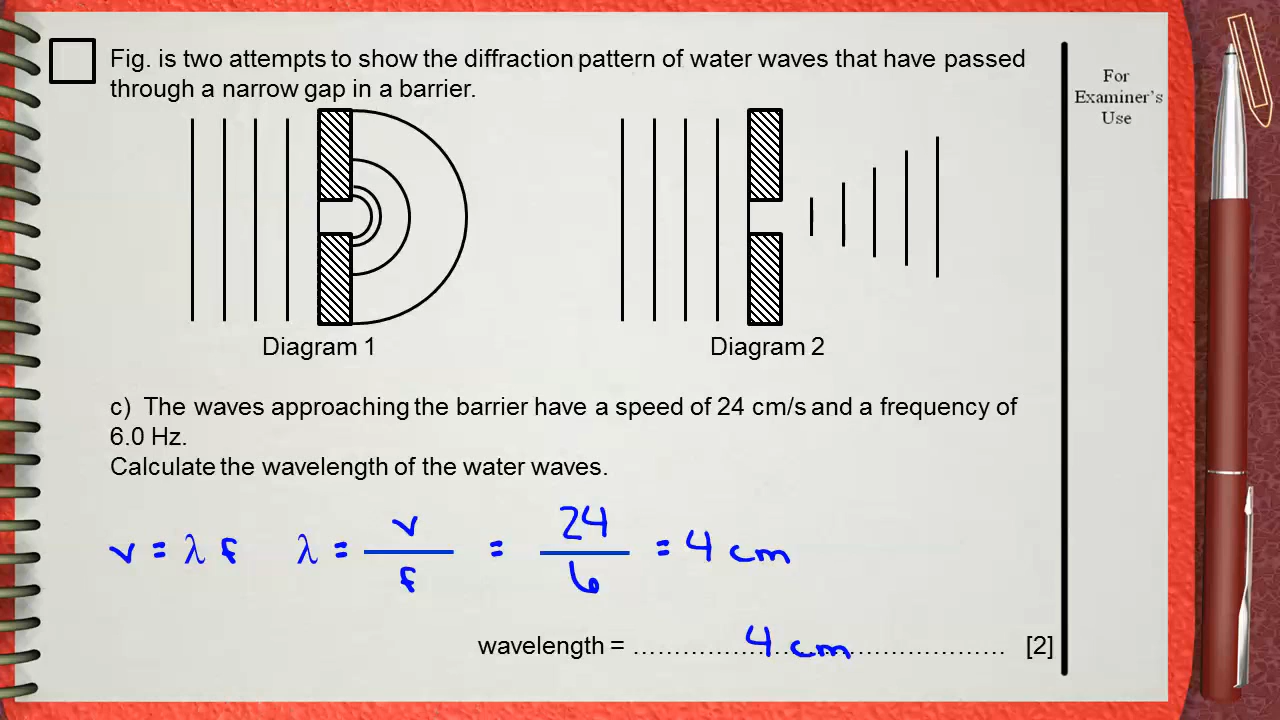 Fig. is two attempts to show the diffraction pattern of water waves that have passed
through a narrow gap in a barrier.
For
Examiner's
Use
Diagram 1
Diagram 2
c) The waves approaching the barrier have a speed of 24 cm/s and a frequency of
6.0 Hz.
Calculate the wavelength of the water waves.
v = λ f λ = v/f = 24/6 = 4 cm
wavelength = ........ 4 cm ........ [2]